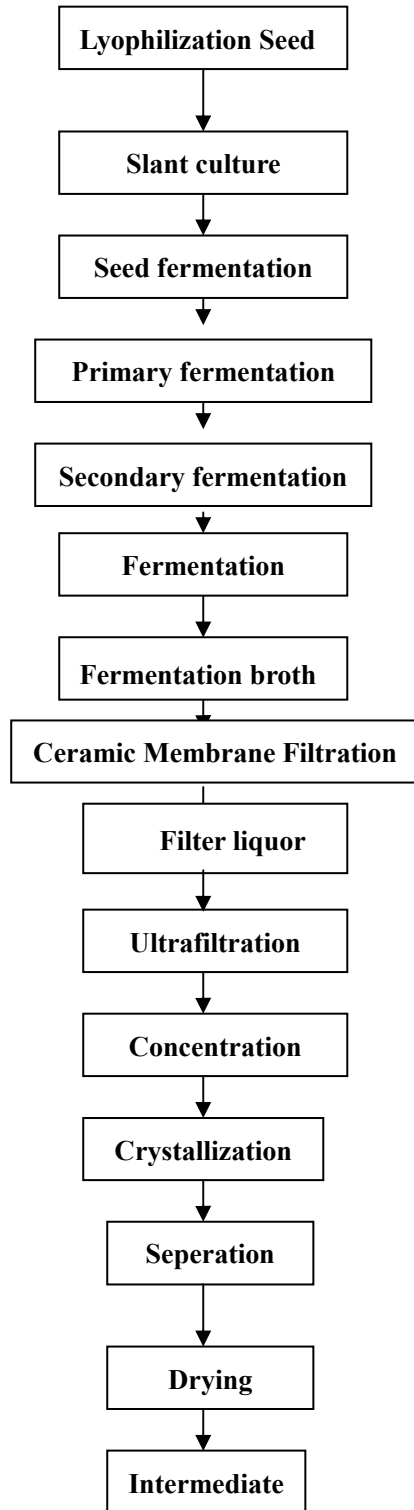 Lyophilization Seed
Slant culture
Seed fermentation
Primary fermentation
Secondary fermentation
Fermentation
Fermentation broth
Ceramic Membrane Filtration
Filter liquor
Ultrafiltration
Concentration
Crystallization
Seperation
Drying
Intermediate